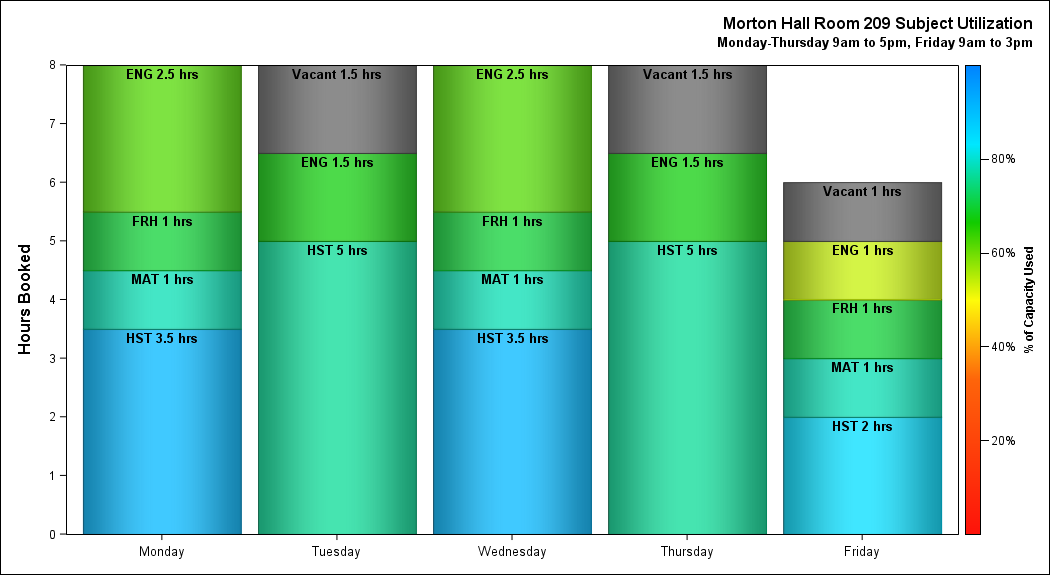 Morton Hall Room 209 Subject Utilization
Monday-Thursday 9am to 5pm, Friday 9am to 3pm
Hours Booked
8
7
6
5
4
3
2
1
0
ENG 2.5 hrs
FRH 1 hrs
MAT 1 hrs
HST 3.5 hrs
Vacant 1.5 hrs
ENG 1.5 hrs
HST 5 hrs
ENG 2.5 hrs
FRH 1 hrs
MAT 1 hrs
HST 3.5 hrs
Vacant 1.5 hrs
ENG 1.5 hrs
HST 5 hrs
Vacant 1 hrs
ENG 1 hrs
FRH 1 hrs
MAT 1 hrs
HST 2 hrs
Monday
Tuesday
Wednesday
Thursday
Friday
80%
60%
40%
20%
% of Capacity Used